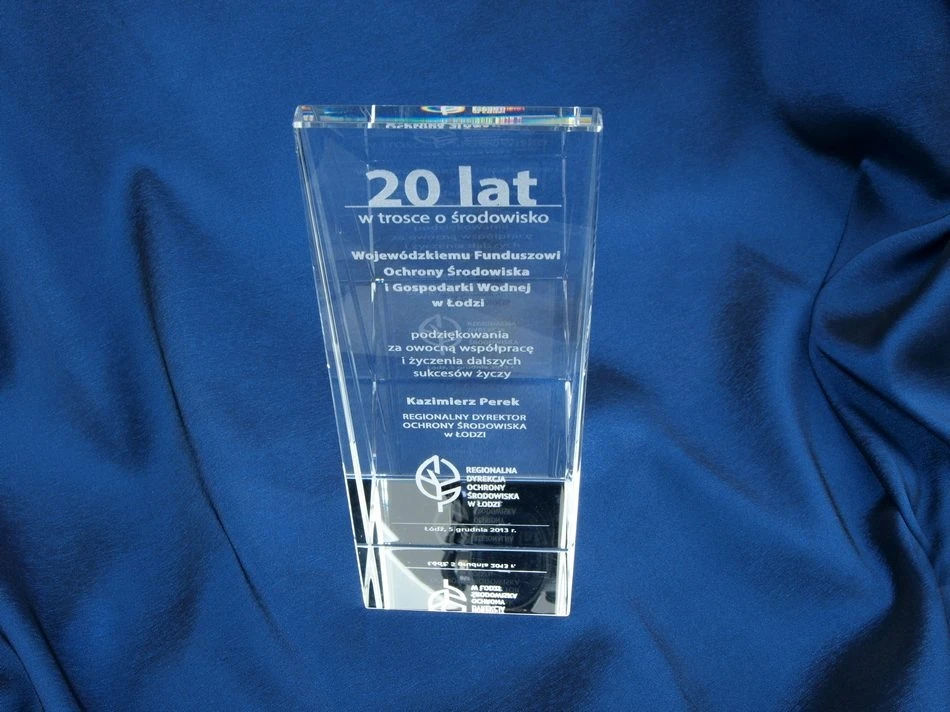 20 lat
w trosce o środowisko
Wojewódzkiemu Funduszowi
Ochrony Środowiska
i Gospodarki Wodnej
w Łodzi
podziękowania
za owocną współpracę
i życzenia dalszych
sukcesów życzy
Kazimierz Perek
REGIONALNY DYREKTOR
OCHRONY ŚRODOWISKA
w ŁODZI
REGIONALNA
DYREKCJA
OCHRONY
ŚRODOWISKA
W ŁODZI
Łódź, 5 grudnia 2013 r.